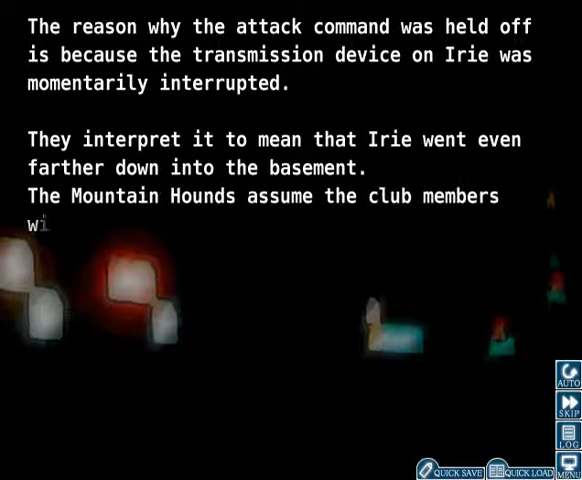 The reason why the attack command was held off
is because the transmission device on Irie was
momentarily interrupted.
They interpret it to mean that Irie went even
farther down into the basement.
The Mountain Hounds assume the club members
wi
AUTO
SKIP
LOG
QUICK SAVE
QUICK LOAD
MENU